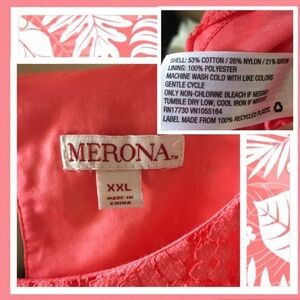 SHELL: 53% COTTON / 26% NYLON / 21% RAYON
LINING: 100% POLYESTER
MACHINE WASH COLD WITH LIKE COLORS
GENTLE CYCLE
ONLY NON-CHLORINE BLEACH IF NEEDED
TUMBLE DRY LOW, COOL IRON IF NEEDED
RN17730 VN1055164
LABEL MADE FROM 100% RECYCLED PLASTIC
MERONA™
XXL
MADE IN
CHINA